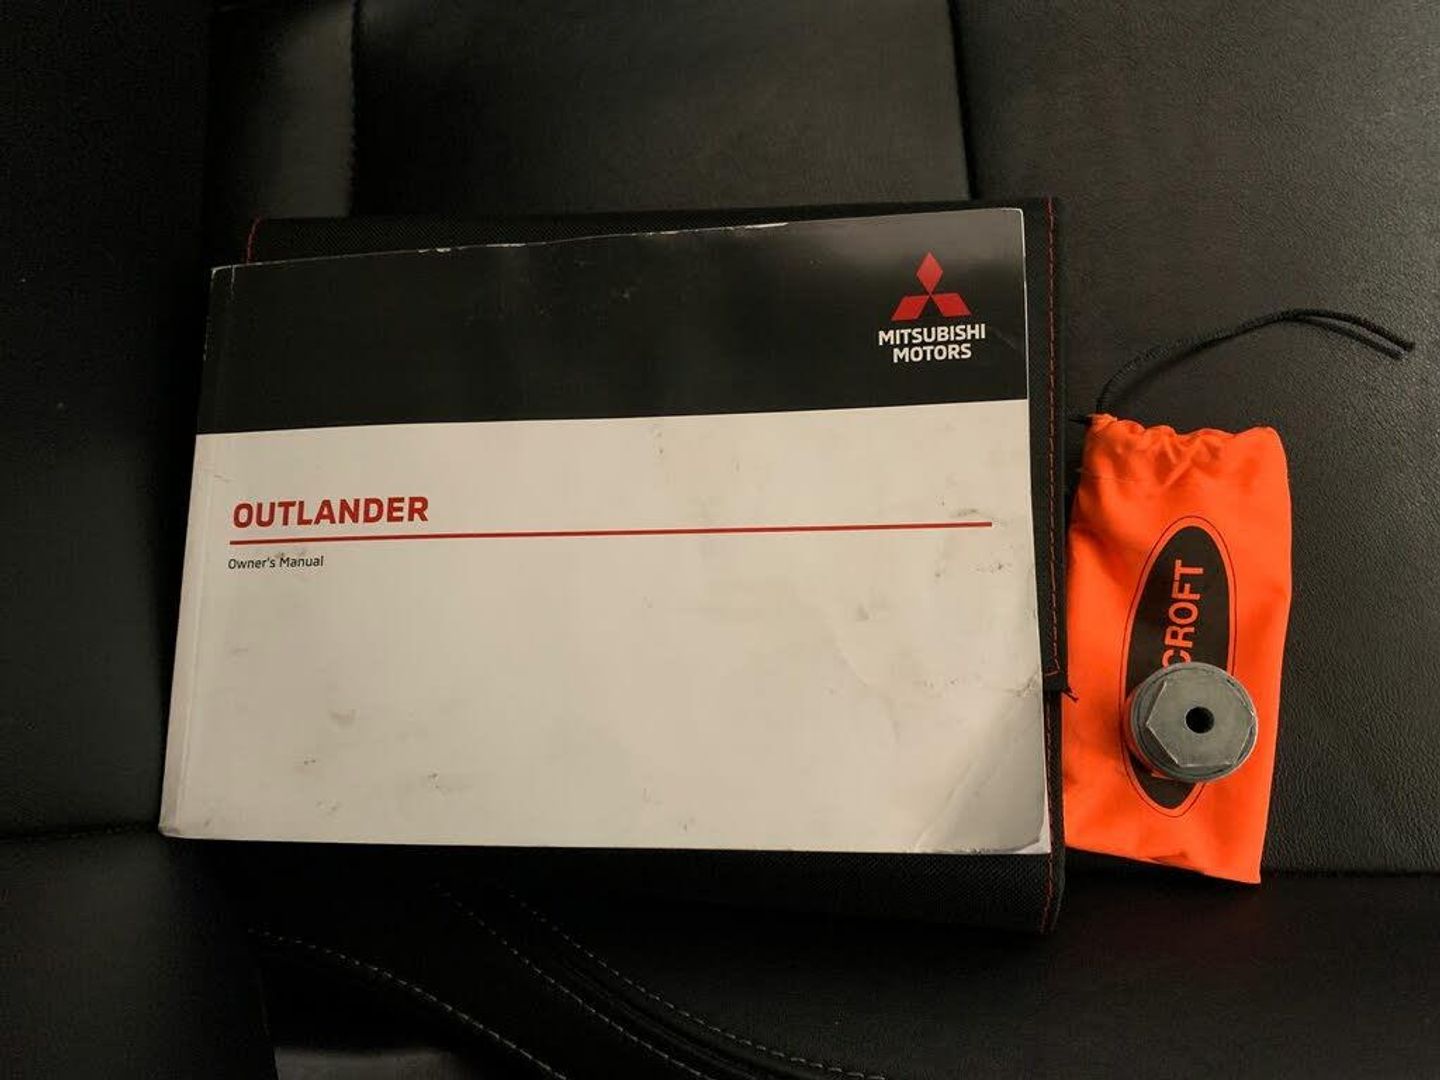 MITSUBISHI
MOTORS
OUTLANDER
Owner's Manual
CROFT